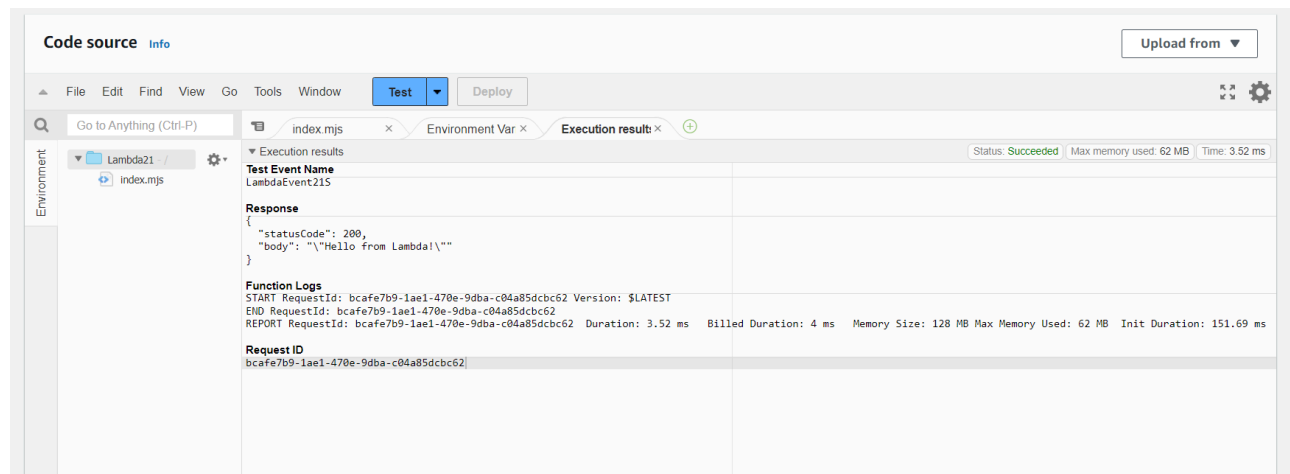 Code source Info
Upload from
File Edit Find View Go Tools Window Test Deploy
Go to Anything (Ctrl-P)
index.mjs
Environment Var
Execution result:
Environment
Lambda21 - /
index.mjs
Execution results
Status: Succeeded Max memory used: 62 MB Time: 3.52 ms
Test Event Name
LambdaEvent21S
Response
{
"statusCode": 200,
"body": "\"Hello from Lambda!\""
}
Function Logs
START RequestId: bcafe7b9-1ae1-470e-9dba-c04a85dcbc62 Version: $LATEST
END RequestId: bcafe7b9-1ae1-470e-9dba-c04a85dcbc62
REPORT RequestId: bcafe7b9-1ae1-470e-9dba-c04a85dcbc62 Duration: 3.52 ms Billed Duration: 4 ms Memory Size: 128 MB Max Memory Used: 62 MB Init Duration: 151.69 ms
Request ID
bcafe7b9-1ae1-470e-9dba-c04a85dcbc62